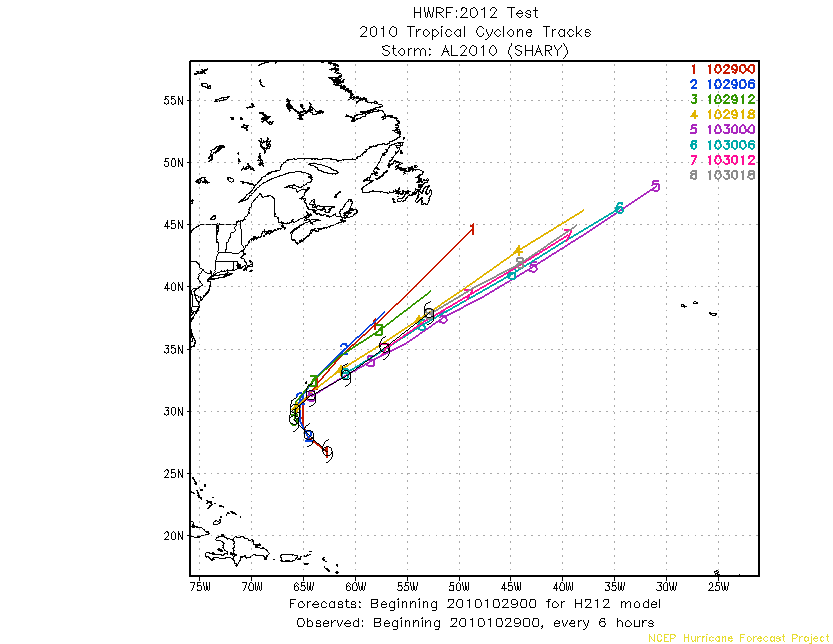 HWRF:2012 Test
2010 Tropical Cyclone Tracks
Storm: AL2010 (SHARY)
1 102900
2 102906
3 102912
4 102918
5 103000
6 103006
7 103012
8 103018
55N
50N
45N
40N
35N
30N
25N
20N
75W 70W 65W 60W 55W 50W 45W 40W 35W 30W 25W
Forecasts: Beginning 2010102900 for H212 model
Observed: Beginning 2010102900, every 6 hours
NCEP Hurricane Forecast Project